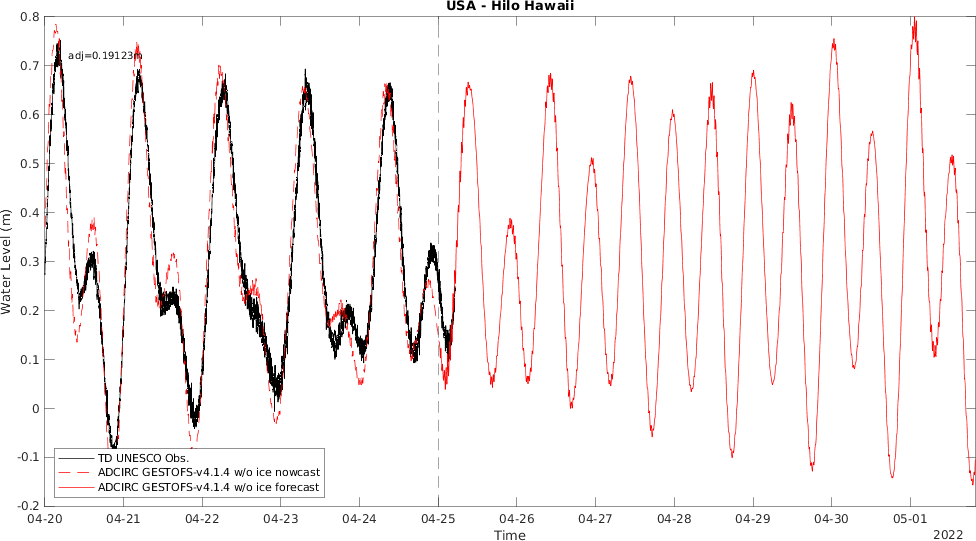 USA - Hilo Hawaii
0.8
0.7
0.6
0.5
0.4
0.3
0.2
0.1
0
-0.1
-0.2
Water Level (m)
adj=0.19123m
TD UNESCO Obs.
ADCIRC GESTOFS-v4.1.4 w/o ice nowcast
ADCIRC GESTOFS-v4.1.4 w/o ice forecast
04-20 04-21 04-22 04-23 04-24 04-25 04-26 04-27 04-28 04-29 04-30 05-01
Time
2022